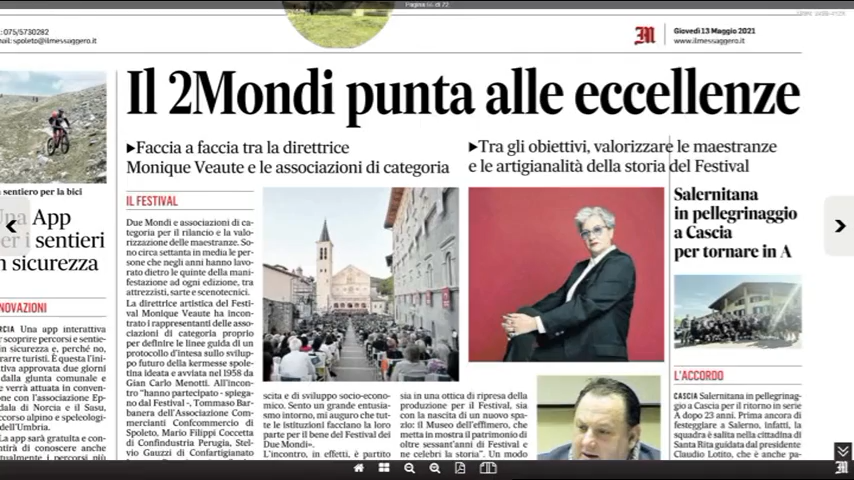 Pagina 56 di 72
: 075/5730282
mail: spoleto@ilmessaggero.it
M
Giovedì 13 Maggio 2021
www.ilmessaggero.it
Il 2Mondi punta alle eccellenze
▶Faccia a faccia tra la direttrice
Monique Veaute e le associazioni di categoria
▶Tra gli obiettivi, valorizzare le maestranze
e le artigianalità della storia del Festival
sentiero per la bici
Una App
per i sentieri
in sicurezza
NOVAZIONI
RCIA Una app interattiva
r scoprire percorsi e sentie-
in sicurezza e, perché no,
rarre turisti. È questa l'ini-
tiva approvata due giorni
dalla giunta comunale e
e verrà attuata in conven-
ne con l'associazione Ep-
dala di Norcia e il Sasu,
ccorso alpino e speleologi-
dell'Umbria.
La app sarà gratuita e con-
ntirà di conoscere anche
IL FESTIVAL
Due Mondi e associazioni di ca-
tegoria per il rilancio e la valo-
rizzazione delle maestranze. So-
no circa settanta in media le per-
sone che negli anni hanno lavo-
rato dietro le quinte della mani-
festazione ad ogni edizione, tra
attrezzisti, sarte e scenotecnici.
La direttrice artistica del Festi-
val Monique Veaute ha incon-
trato i rappresentanti delle asso-
ciazioni di categoria proprio
per definire le linee guida di un
protocollo d'intesa sullo svilup-
po futuro della kermesse spole-
tina ideata e avviata nel 1958 da
Gian Carlo Menotti. All'incon-
tro "hanno partecipato - spiega-
no dal Festival -, Tommaso Bar-
banera dell'Associazione Com-
mercianti Confcommercio di
Spoleto, Mario Filippi Coccetta
di Confindustria Perugia, Stel-
vio Gauzzi di Confartigianato
scita e di sviluppo socio-econo-
mico. Sento un grande entusia-
smo intorno, mi auguro che tut-
te le istituzioni facciano la loro
parte per il bene del Festival dei
Due Mondi».
L'incontro, in effetti, è partito
sia in una ottica di ripresa della
produzione per il Festival, sia
con la nascita di un nuovo spa-
zio: il Museo dell'effimero, che
metta in mostra il patrimonio di
oltre sessant'anni di Festival e
ne celebri la storia". Un modo
Salernitana
in pellegrinaggio
a Cascia
per tornare in A
L'ACCORDO
CASCIA Salernitana in pellegrinag-
gio a Cascia per il ritorno in serie
A dopo 23 anni. Prima ancora di
festeggiare a Salerno, infatti, la
squadra è salita nella cittadina di
Santa Rita guidata dal presidente
Claudio Lotito, che è anche pa-